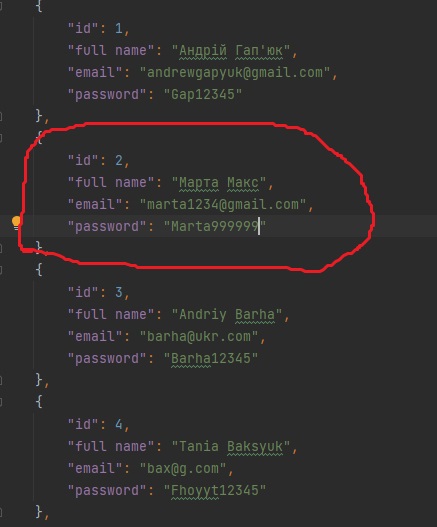 {
"id": 1,
"full name": "Андрій Гап'юк",
"email": "andrewgapyuk@gmail.com",
"password": "Gap12345"
},
{
"id": 2,
"full name": "Марта Макс",
"email": "marta1234@gmail.com",
"password": "Marta999999"
},
{
"id": 3,
"full name": "Andriy Barha",
"email": "barha@ukr.com",
"password": "Barha12345"
},
{
"id": 4,
"full name": "Tania Baksyuk",
"email": "bax@g.com",
"password": "Fhoyyt12345"
},